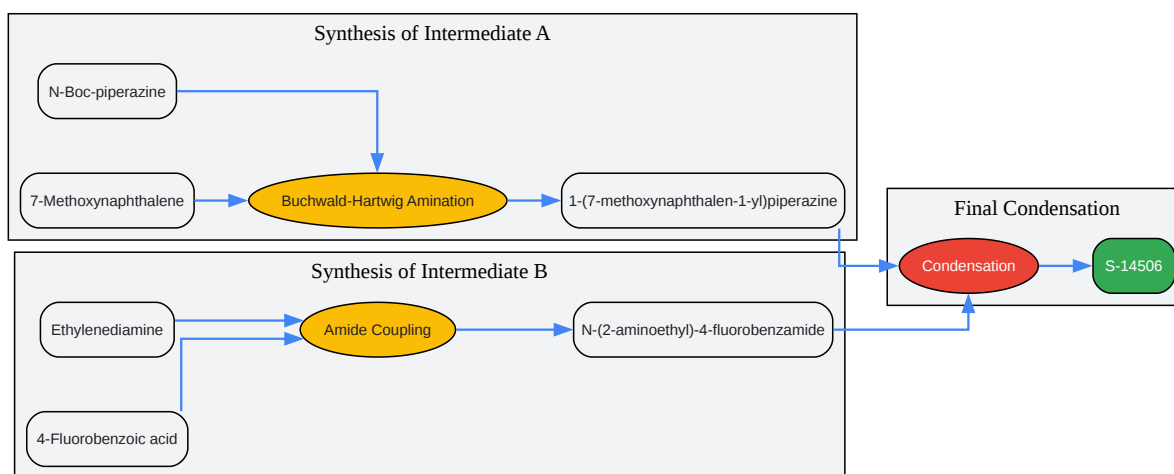 Synthesis of Intermediate A
N-Boc-piperazine
7-Methoxynaphthalene
Buchwald-Hartwig Amination
1-(7-methoxynaphthalen-1-yl)piperazine
Synthesis of Intermediate B
Ethylenediamine
Amide Coupling
N-(2-aminoethyl)-4-fluorobenzamide
4-Fluorobenzoic acid
Final Condensation
Condensation
S-14506